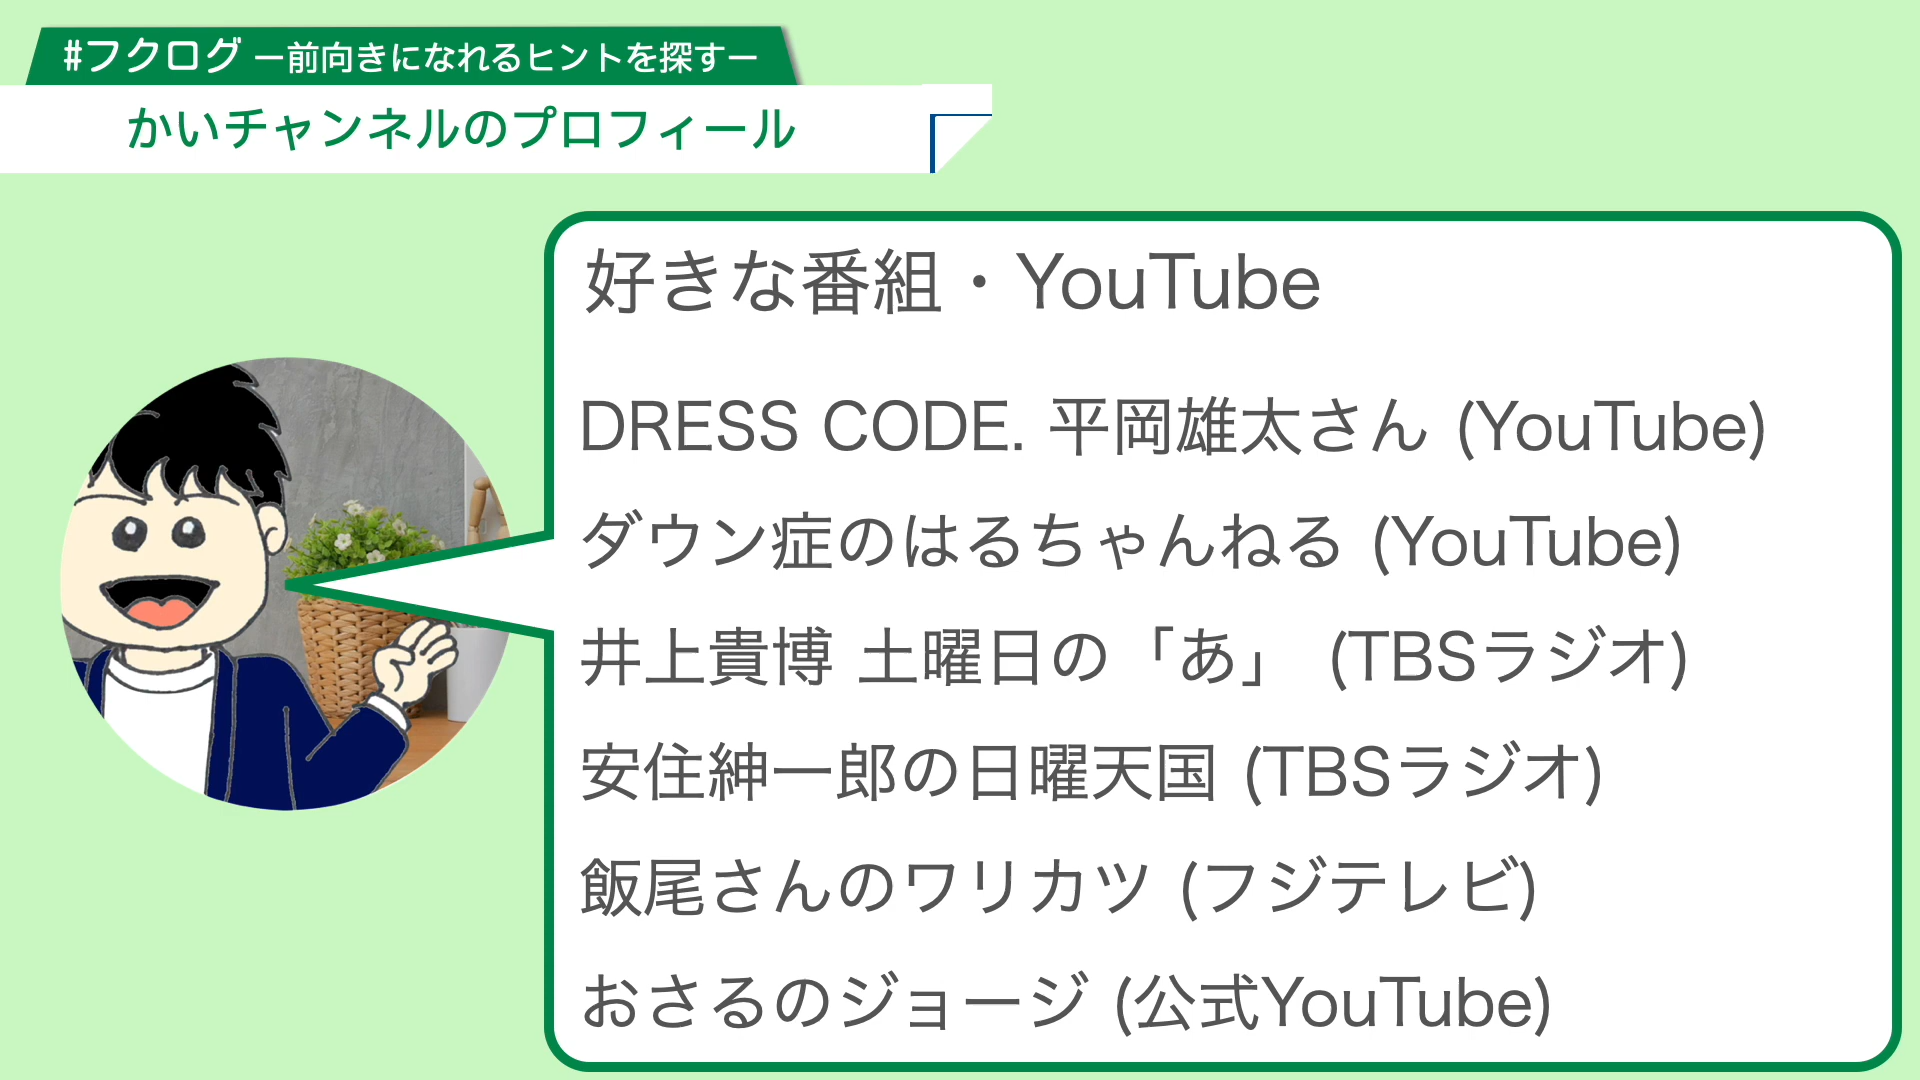 #フクログ ー前向きになれるヒントを探すー
かいチャンネルのプロフィール
好きな番組・YouTube
DRESS CODE. 平岡雄太さん (YouTube)
ダウン症のはるちゃんねる (YouTube)
井上貴博 土曜日の「あ」 (TBSラジオ)
安住紳一郎の日曜天国 (TBSラジオ)
飯尾さんのワリカツ (フジテレビ)
おさるのジョージ (公式YouTube)